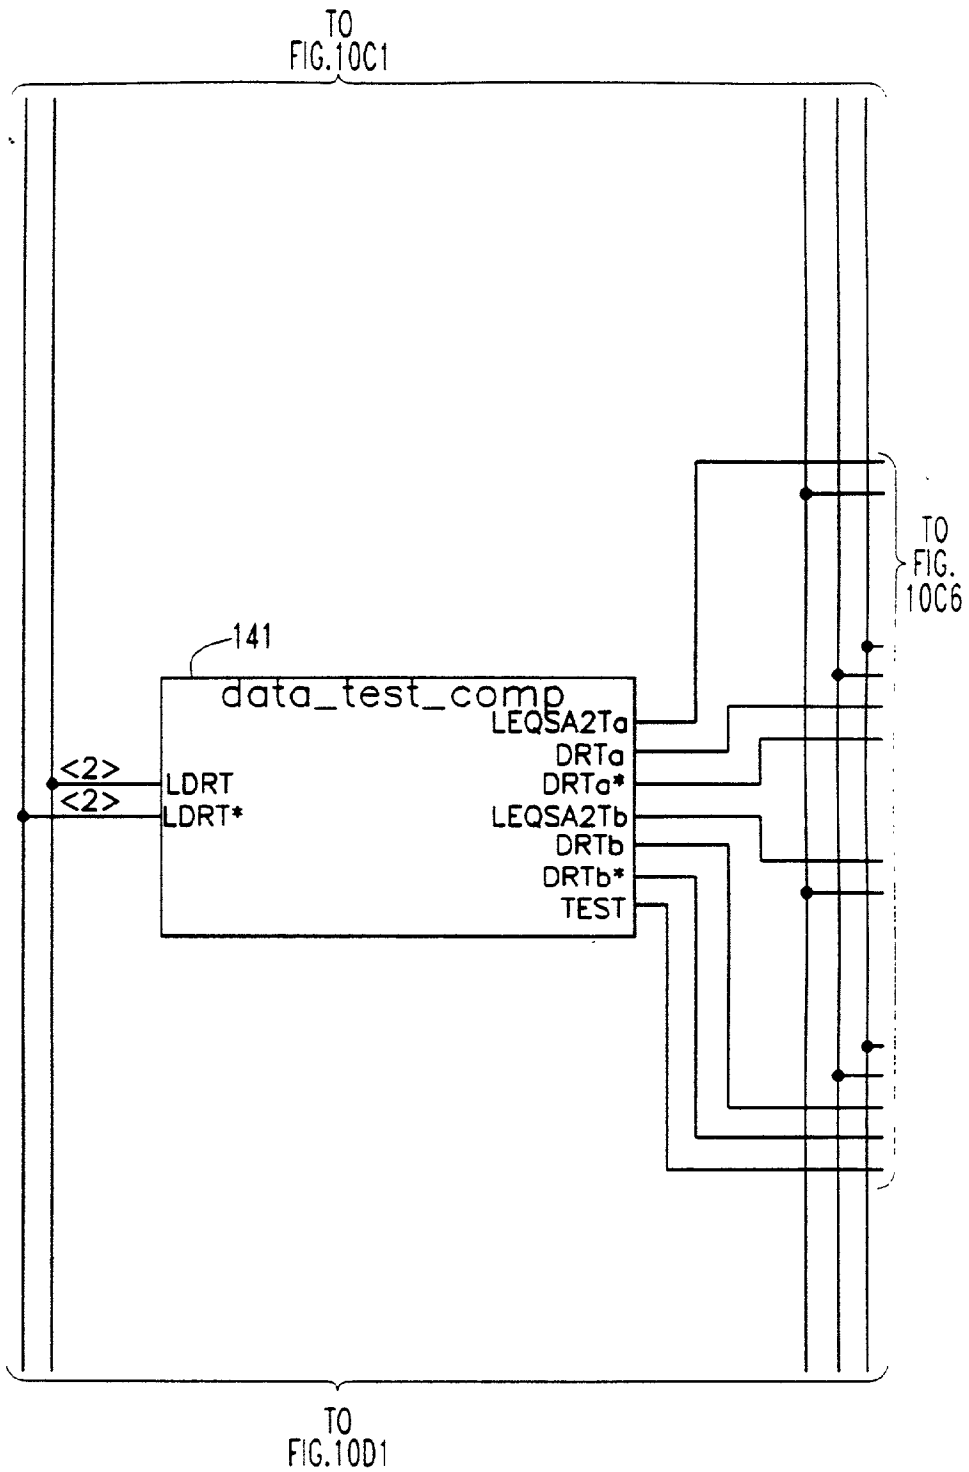 TO
FIG.10C1
TO
FIG.
10C6
141
data_test_comp
LEQSA2Ta
DRTa
<2>
LDRT
DRTa*
<2>
LDRT*
LEQSA2Tb
DRTb
DRTb*
TEST
TO
FIG.10D1